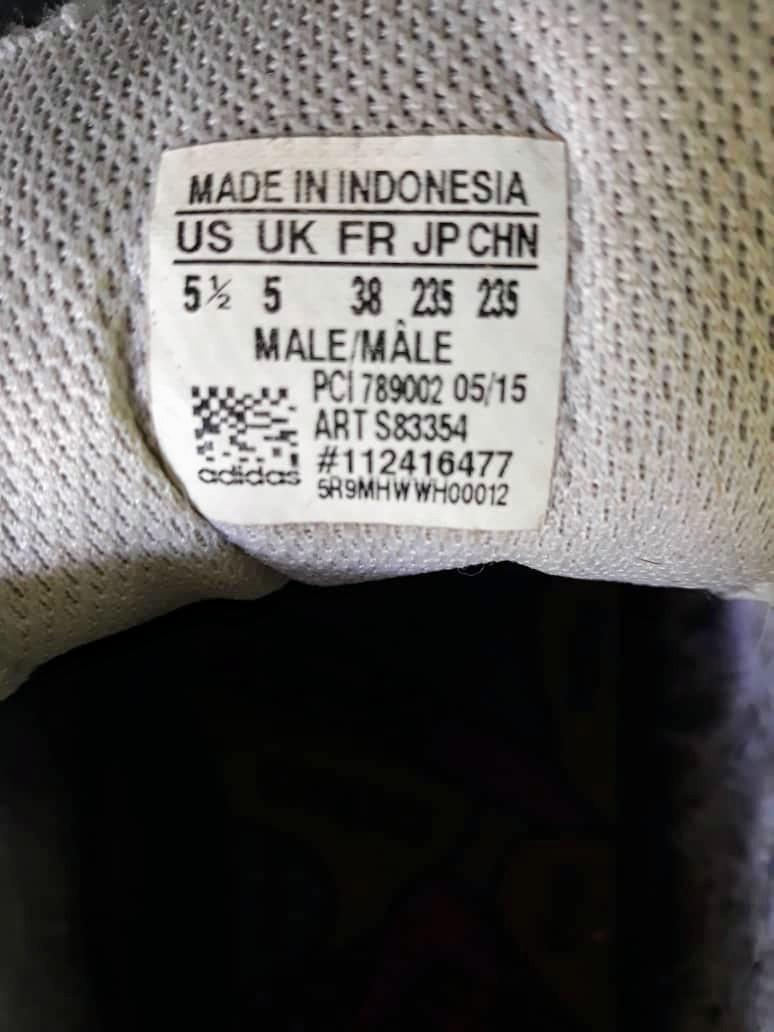 MADE IN INDONESIA
US UK FR JP CHN
5½ 5 38 235 235
MALE/MÂLE
PCI 789002 05/15
ART S83354
#112416477
adidas
5R9MHWWH00012